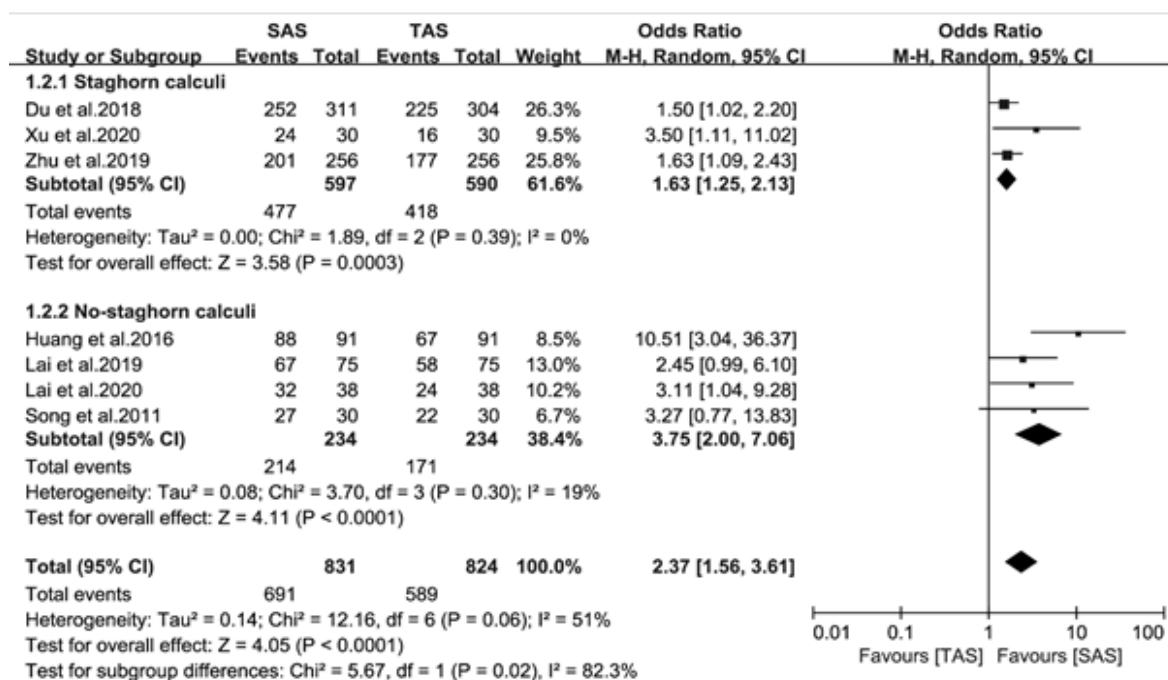 SAS TAS Odds Ratio Odds Ratio
Study or Subgroup Events Total Events Total Weight M-H, Random, 95% CI M-H, Random, 95% CI
1.2.1 Staghorn calculi
Du et al.2018 252 311 225 304 26.3% 1.50 [1.02, 2.20]
Xu et al.2020 24 30 16 30 9.5% 3.50 [1.11, 11.02]
Zhu et al.2019 201 256 177 256 25.8% 1.63 [1.09, 2.43]
Subtotal (95% CI) 597 590 61.6% 1.63 [1.25, 2.13]
Total events 477 418
Heterogeneity: Tau² = 0.00; Chi² = 1.89, df = 2 (P = 0.39); I² = 0%
Test for overall effect: Z = 3.58 (P = 0.0003)
1.2.2 No-staghorn calculi
Huang et al.2016 88 91 67 91 8.5% 10.51 [3.04, 36.37]
Lai et al.2019 67 75 58 75 13.0% 2.45 [0.99, 6.10]
Lai et al.2020 32 38 24 38 10.2% 3.11 [1.04, 9.28]
Song et al.2011 27 30 22 30 6.7% 3.27 [0.77, 13.83]
Subtotal (95% CI) 234 234 38.4% 3.75 [2.00, 7.06]
Total events 214 171
Heterogeneity: Tau² = 0.08; Chi² = 3.70, df = 3 (P = 0.30); I² = 19%
Test for overall effect: Z = 4.11 (P < 0.0001)
Total (95% CI) 831 824 100.0% 2.37 [1.56, 3.61]
Total events 691 589
Heterogeneity: Tau² = 0.14; Chi² = 12.16, df = 6 (P = 0.06); I² = 51%
Test for overall effect: Z = 4.05 (P < 0.0001)
Test for subgroup differences: Chi² = 5.67, df = 1 (P = 0.02), I² = 82.3%
0.01 0.1 1 10 100
Favours [TAS] Favours [SAS]